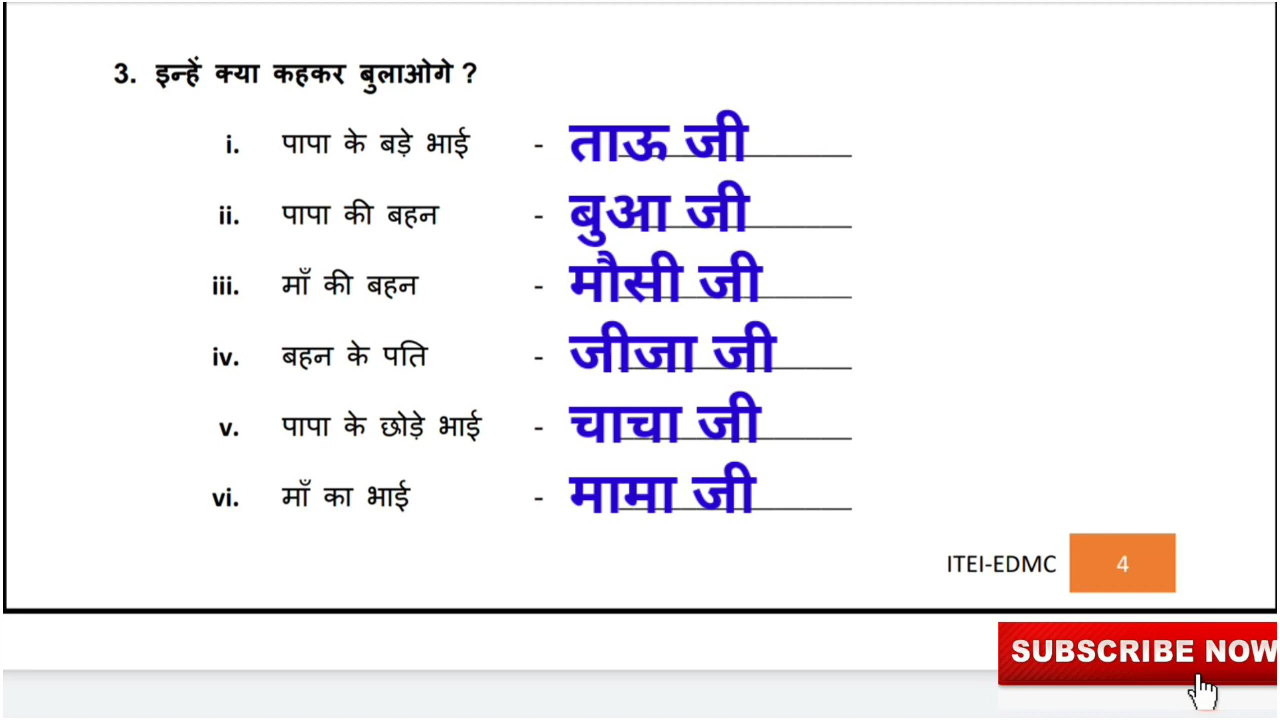 3. इन्हें क्या कहकर बुलाओगे ?
i. पापा के बड़े भाई - ताऊ जी
ii. पापा की बहन - बुआ जी
iii. माँ की बहन - मौसी जी
iv. बहन के पति - जीजा जी
v. पापा के छोड़े भाई - चाचा जी
vi. माँ का भाई - मामा जी
ITEI-EDMC 4
SUBSCRIBE NOW